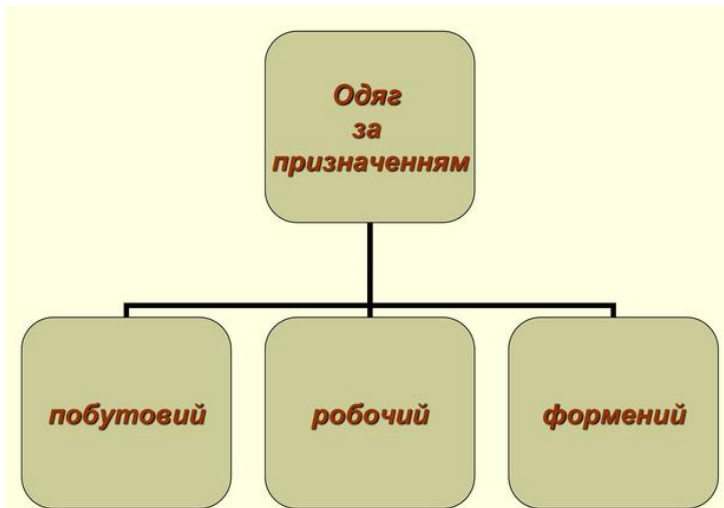 Одяг
за
призначенням
побутовий
робочий
формений